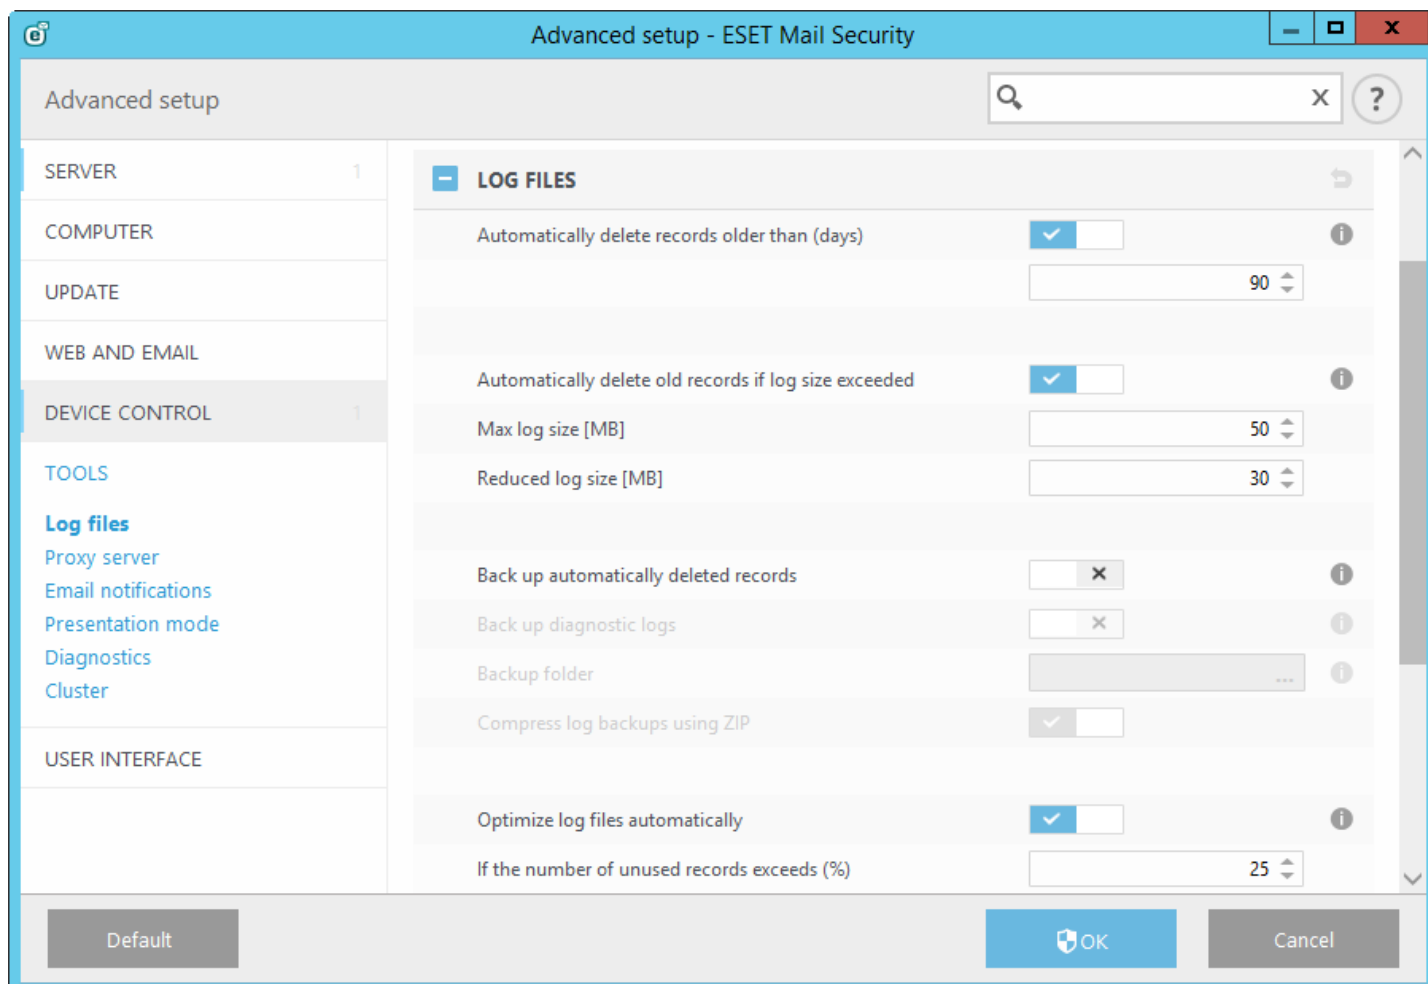 Advanced setup - ESET Mail Security
Advanced setup
SERVER 1
COMPUTER
UPDATE
WEB AND EMAIL
DEVICE CONTROL 1
TOOLS
Log files
Proxy server
Email notifications
Presentation mode
Diagnostics
Cluster
USER INTERFACE
LOG FILES
Automatically delete records older than (days)
90
Automatically delete old records if log size exceeded
Max log size [MB] 50
Reduced log size [MB] 30
Back up automatically deleted records
Back up diagnostic logs
Backup folder ...
Compress log backups using ZIP
Optimize log files automatically
If the number of unused records exceeds (%) 25
Default
OK
Cancel